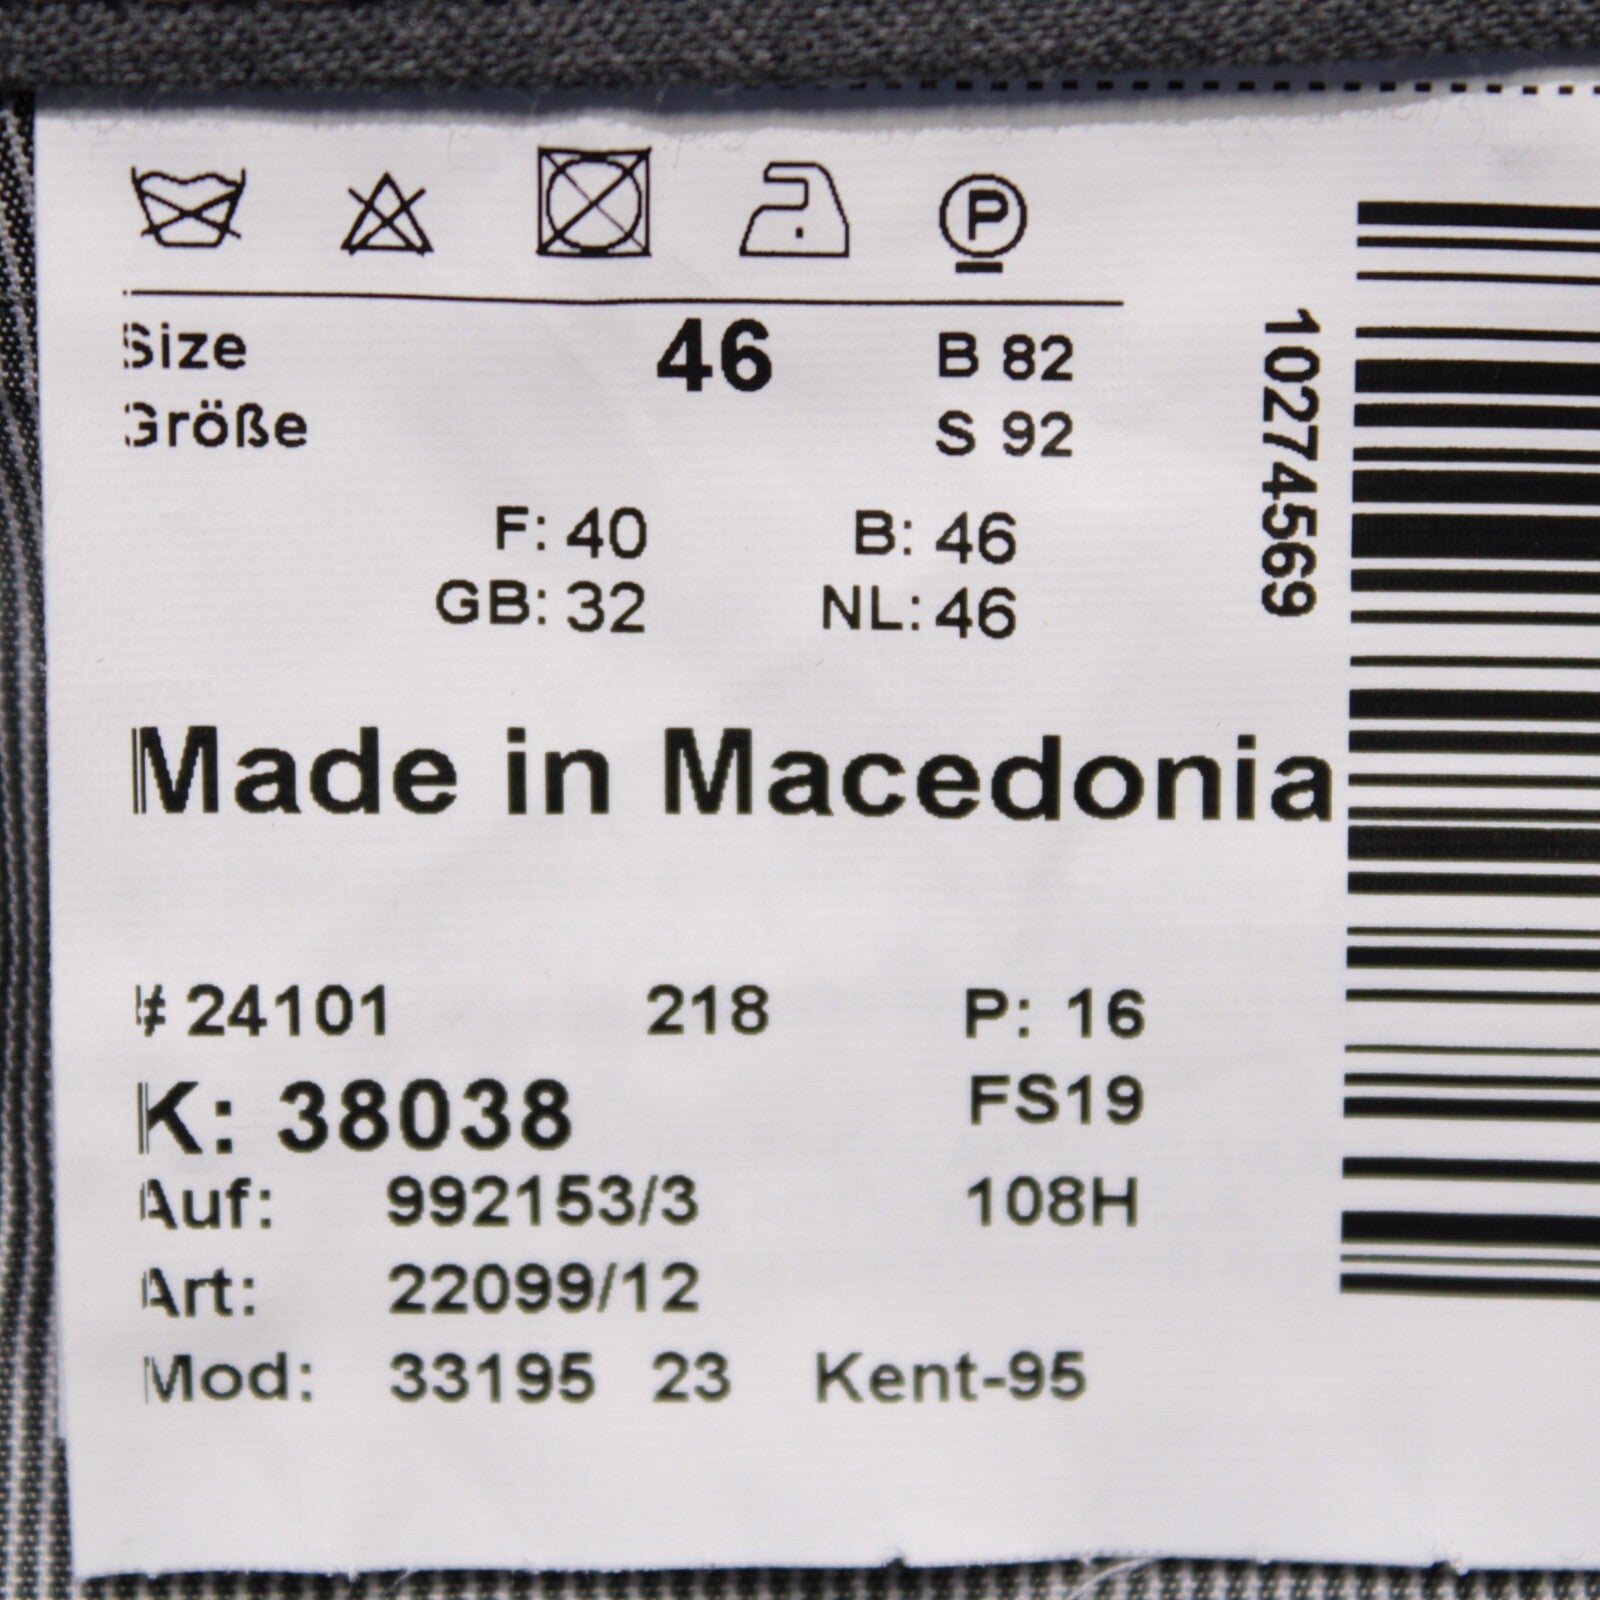 P
Size 46 B 82
Größe S 92
F: 40 B: 46
GB: 32 NL: 46
Made in Macedonia
# 24101 218 P: 16
K: 38038 FS19
Auf: 992153/3 108H
Art: 22099/12
Mod: 33195 23 Kent-95
10274569